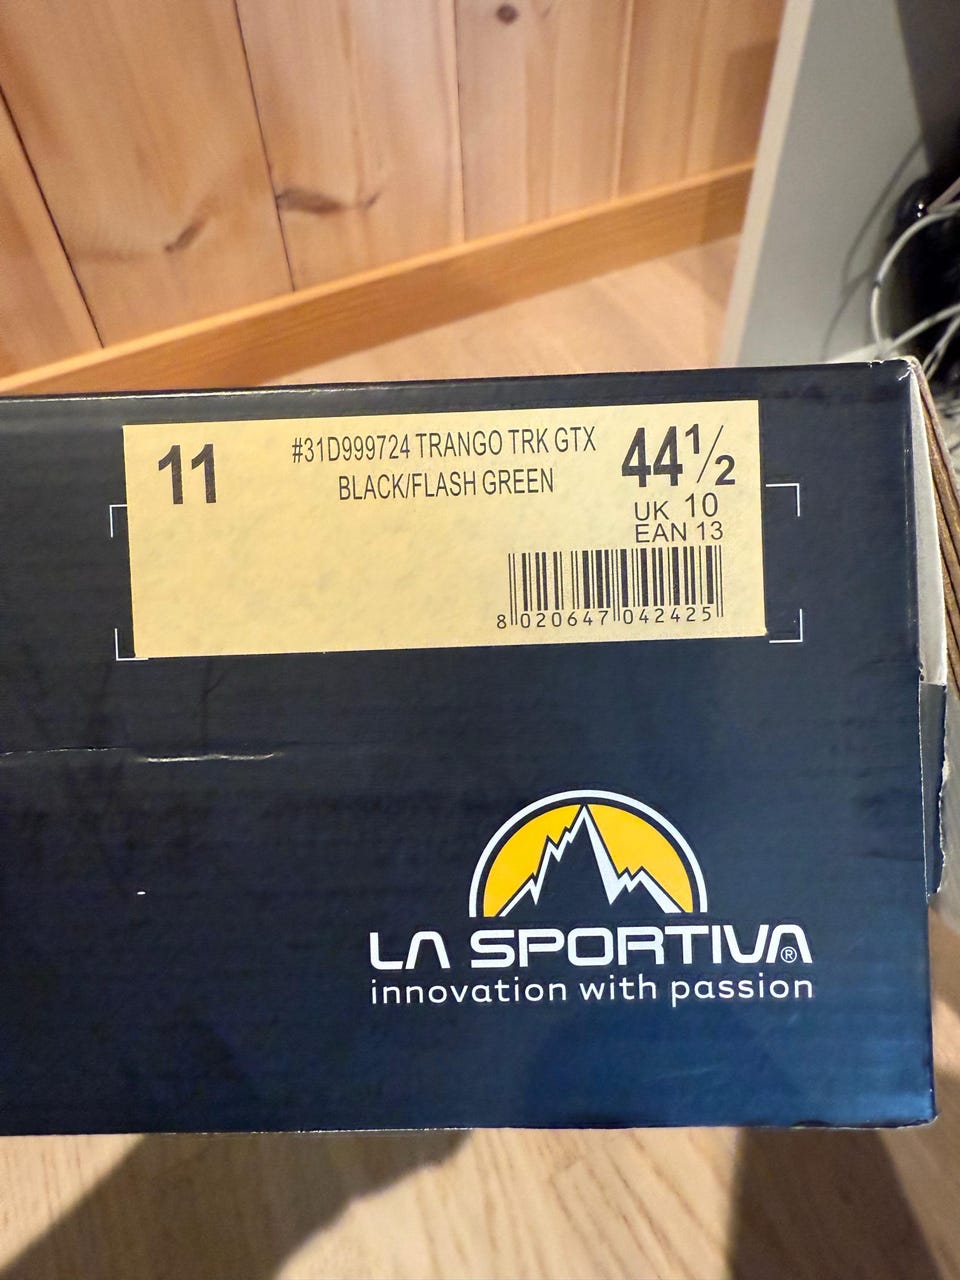 11
#31D999724 TRANGO TRK GTX
BLACK/FLASH GREEN
44½
UK 10
EAN 13
8 020647 042425
LA SPORTIVA®
innovation with passion